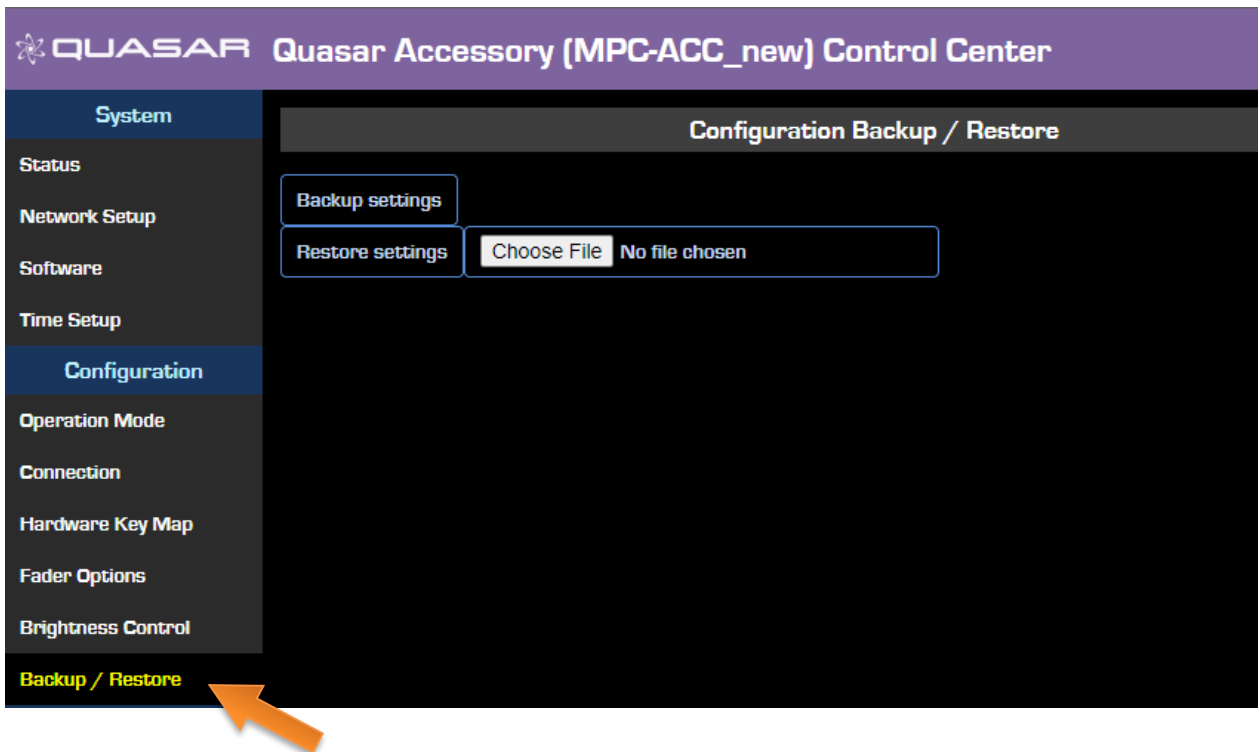 QUASAR Quasar Accessory (MPC-ACC_new) Control Center
System
Status
Network Setup
Software
Time Setup
Configuration
Operation Mode
Connection
Hardware Key Map
Fader Options
Brightness Control
Backup / Restore
Configuration Backup / Restore
Backup settings
Restore settings Choose File No file chosen